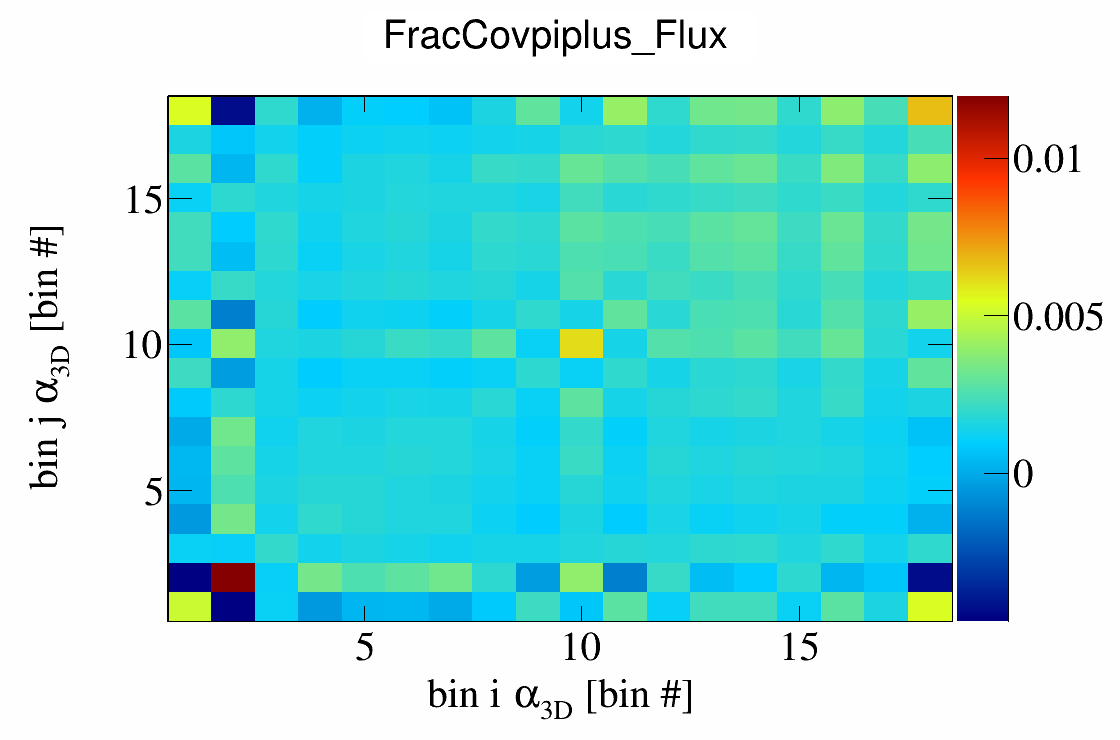 FracCovpiplus_Flux
bin j α3D [bin #]
15
10
5
5 10 15
bin i α3D [bin #]
0.01
0.005
0